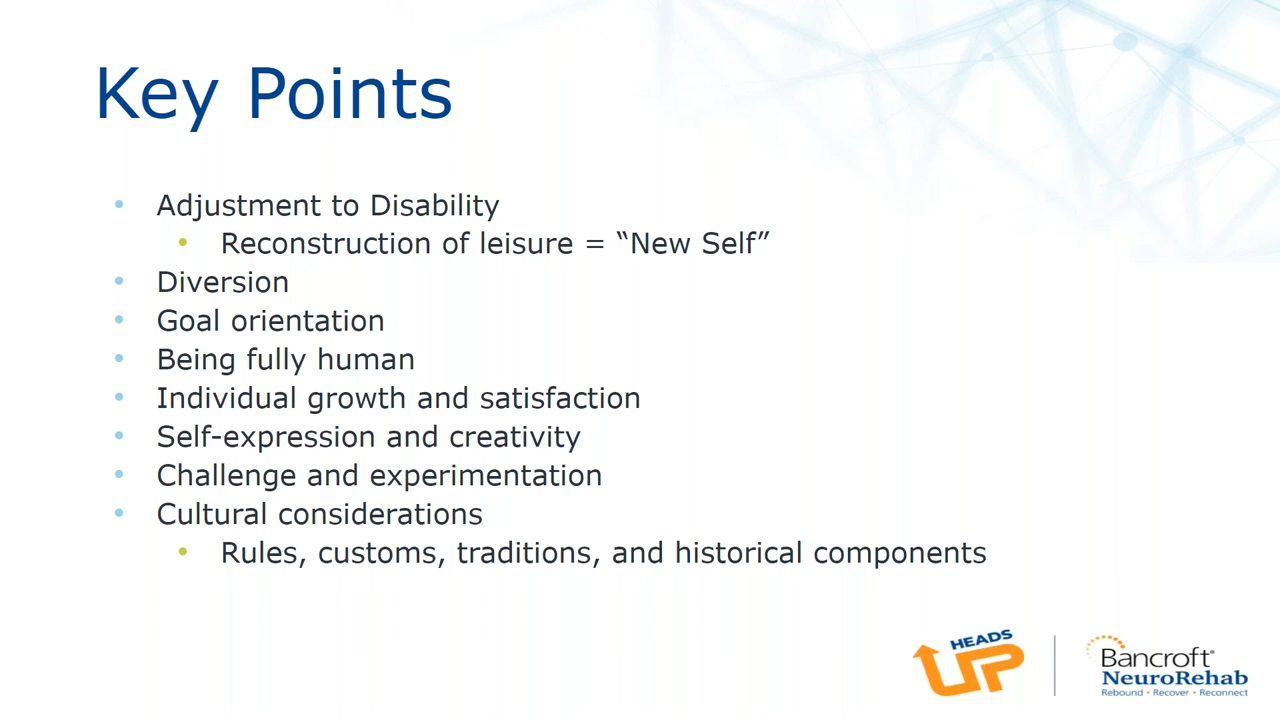 Key Points
• Adjustment to Disability
• Reconstruction of leisure = “New Self”
• Diversion
• Goal orientation
• Being fully human
• Individual growth and satisfaction
• Self-expression and creativity
• Challenge and experimentation
• Cultural considerations
• Rules, customs, traditions, and historical components
HEADS
UP
Bancroft®
NeuroRehab
Rebound • Recover • Reconnect